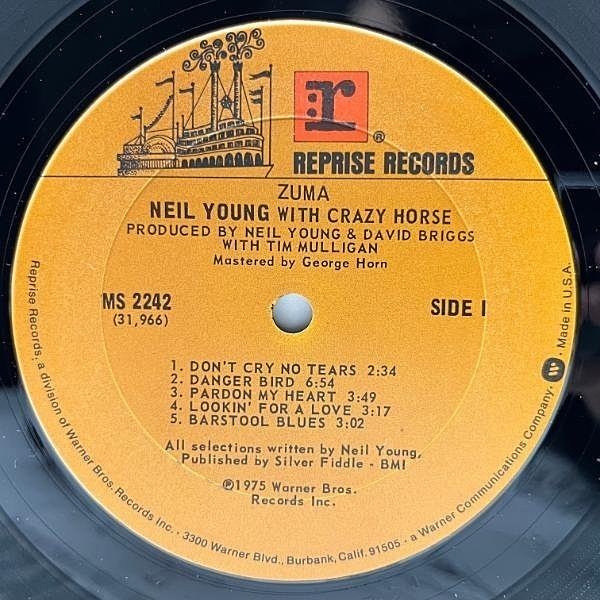 r
®
REPRISE RECORDS
ZUMA
NEIL YOUNG WITH CRAZY HORSE
PRODUCED BY NEIL YOUNG & DAVID BRIGGS
WITH TIM MULLIGAN
Mastered by George Horn
MS 2242
(31,966)
SIDE I
1. DON'T CRY NO TEARS 2:34
2. DANGER BIRD 6:54
3. PARDON MY HEART 3:49
4. LOOKIN' FOR A LOVE 3:17
5. BARSTOOL BLUES 3:02
All selections written by Neil Young,
Published by Silver Fiddle - BMI
℗1975 Warner Bros.
Records Inc.
Reprise Records, a division of Warner Bros. Records Inc. · 3300 Warner Blvd., Burbank, Calif. 91505 · a Warner Communications Company. W · Made in U.S.A.